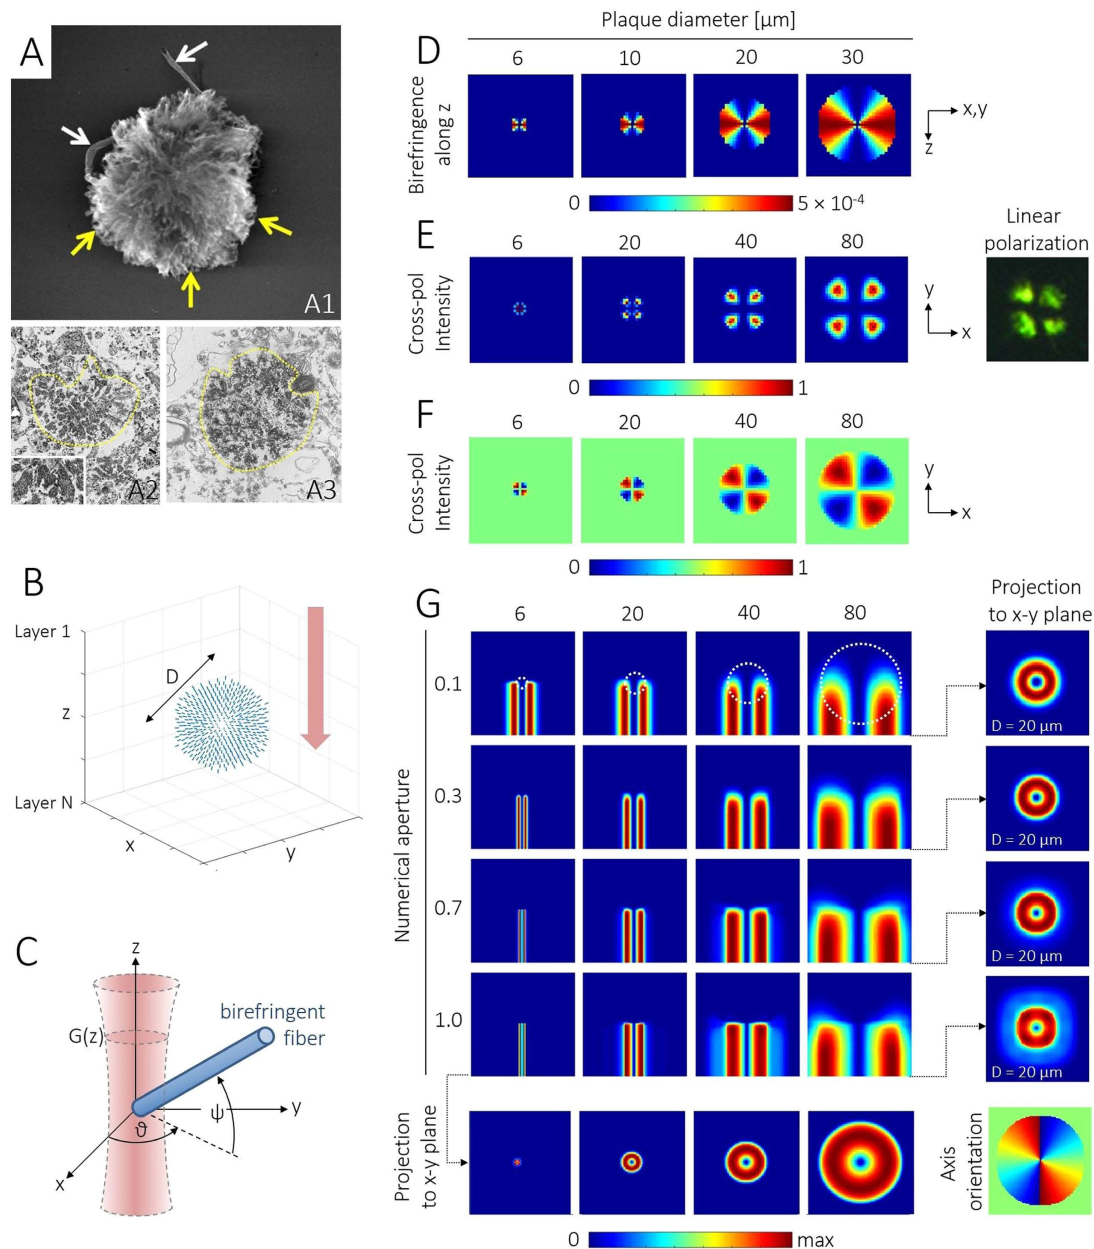 A
A1
A2
A3
B
Layer 1
D
z
Layer N
x
y
C
z
G(z)
birefringent
fiber
ψ
y
ϑ
x
Plaque diameter [μm]
D
6
10
20
30
Birefringence
along z
x,y
z
0
5 × 10⁻⁴
E
6
20
40
80
Cross-pol
Intensity
y
x
Linear
polarization
0
1
F
6
20
40
80
Cross-pol
Intensity
y
x
0
1
G
6
20
40
80
Projection
to x-y plane
Numerical aperture
0.1
D = 20 μm
0.3
D = 20 μm
0.7
D = 20 μm
1.0
D = 20 μm
Projection
to x-y plane
Axis
orientation
0
max